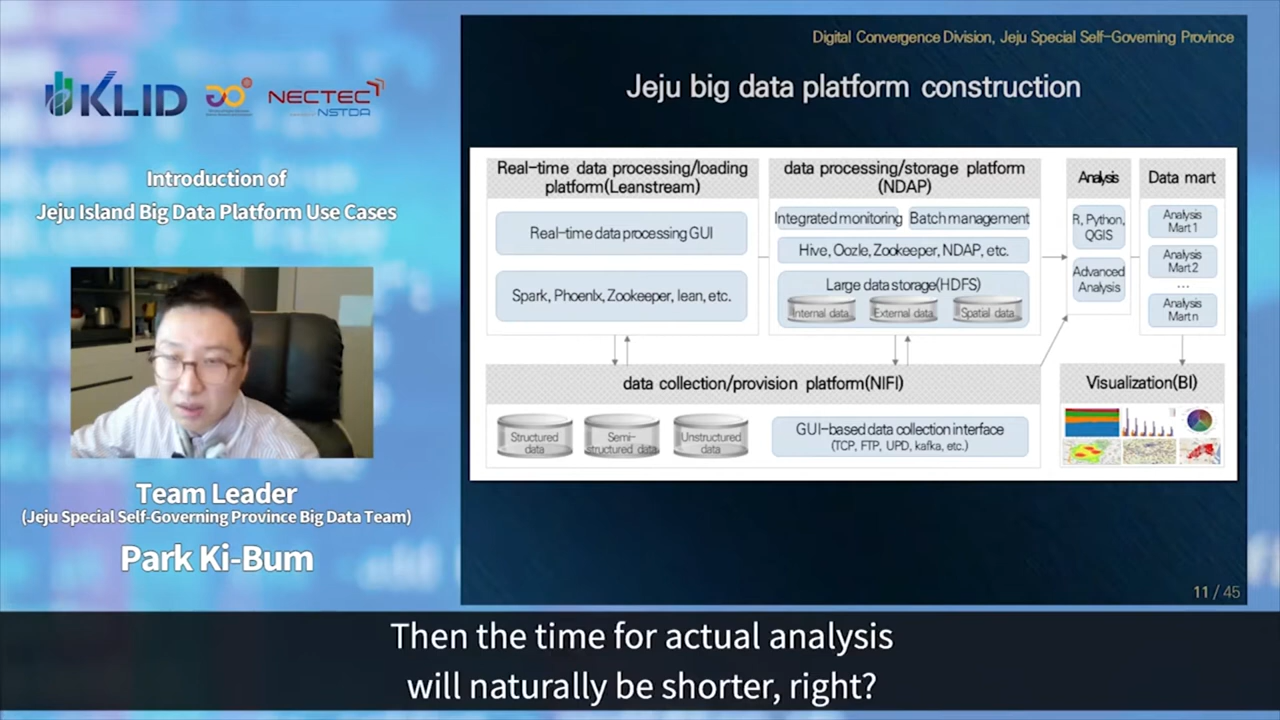 KLID
NECTEC
NSTDA
Introduction of
Jeju Island Big Data Platform Use Cases
Team Leader
(Jeju Special Self-Governing Province Big Data Team)
Park Ki-Bum
Digital Convergence Division, Jeju Special Self-Governing Province
Jeju big data platform construction
Real-time data processing/loading
platform(Leanstream)
Real-time data processing GUI
Spark, Phoenix, Zookeeper, lean, etc.
data processing/storage platform
(NDAP)
Integrated monitoring
Batch management
Hive, Oozle, Zookeeper, NDAP, etc.
Large data storage(HDFS)
Internal data
External data
Spatial data
Analysis
R, Python,
QGIS
Advanced
Analysis
Data mart
Analysis
Mart 1
Analysis
Mart 2
...
Analysis
Mart n
data collection/provision platform(NIFI)
Structured
data
Semi-
structured data
Unstructured
data
GUI-based data collection interface
(TCP, FTP, UPD, kafka, etc.)
Visualization(BI)
11 / 45
Then the time for actual analysis
will naturally be shorter, right?